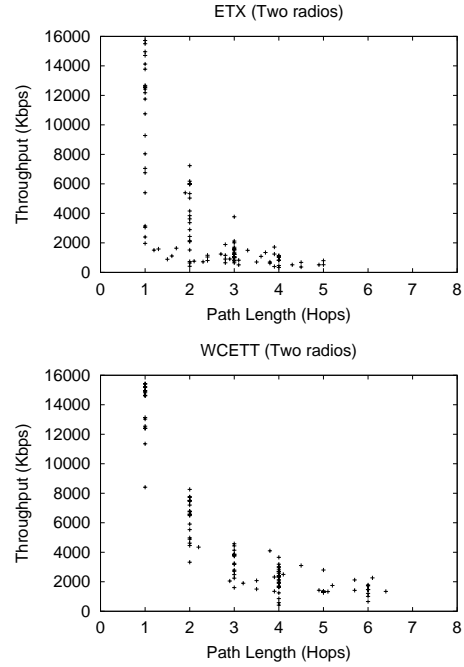 ETX (Two radios)
16000
14000
12000
10000
8000
6000
4000
2000
0
Throughput (Kbps)
0 1 2 3 4 5 6 7 8
Path Length (Hops)
WCETT (Two radios)
16000
14000
12000
10000
8000
6000
4000
2000
0
Throughput (Kbps)
0 1 2 3 4 5 6 7 8
Path Length (Hops)